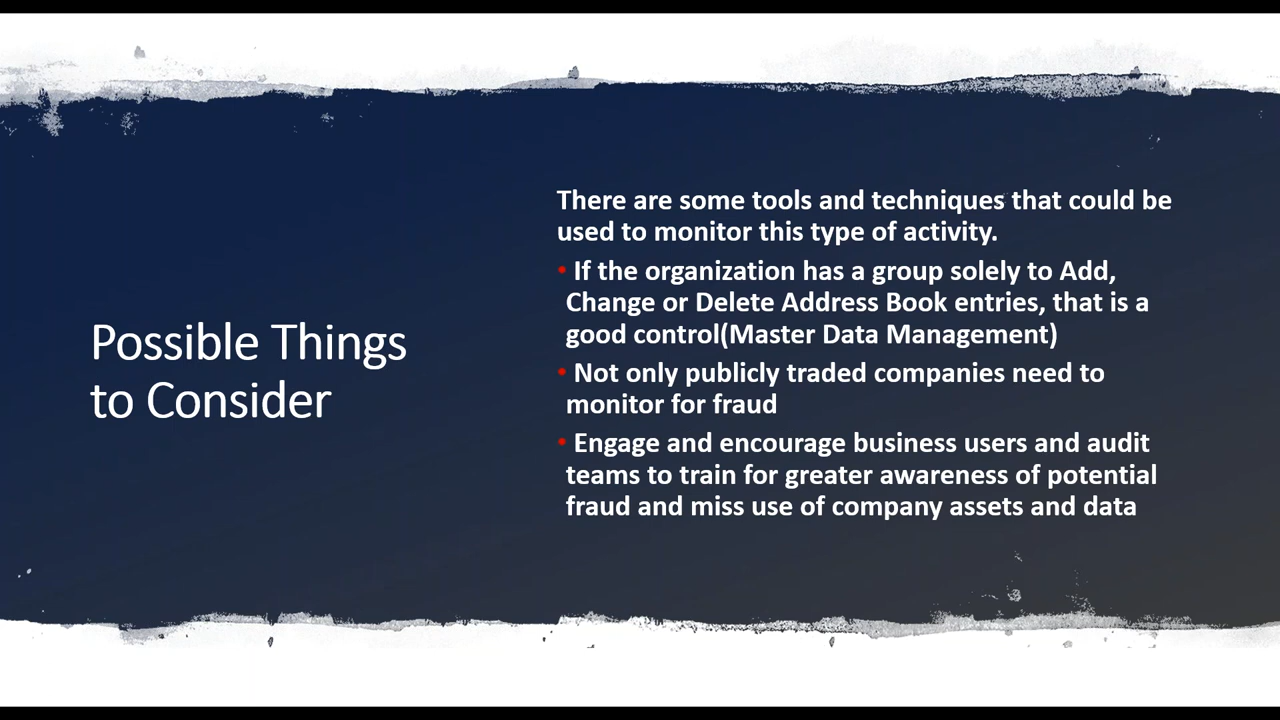 Possible Things
to Consider
There are some tools and techniques that could be
used to monitor this type of activity.
• If the organization has a group solely to Add,
Change or Delete Address Book entries, that is a
good control(Master Data Management)
• Not only publicly traded companies need to
monitor for fraud
• Engage and encourage business users and audit
teams to train for greater awareness of potential
fraud and miss use of company assets and data